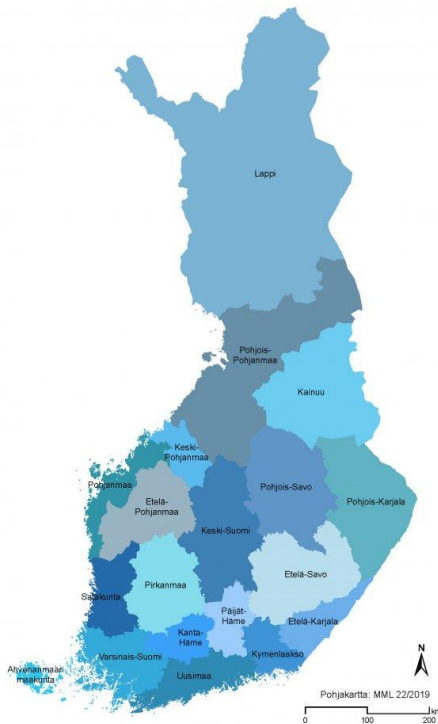 Lappi
Pohjois-
Pohjanmaa
Kainuu
Keski-
Pohjanmaa
Pohjanmaa
Etelä-
Pohjanmaa
Pohjois-Savo
Pohjois-Karjala
Keski-Suomi
Satakunta
Pirkanmaa
Etelä-Savo
Päijät-
Häme
Etelä-Karjala
Kanta-
Häme
Kymenlaakso
Ahvenanmaan
maakunta
Varsinais-Suomi
Uusimaa
N
Pohjakartta: MML 22/2019
km
0 100 200